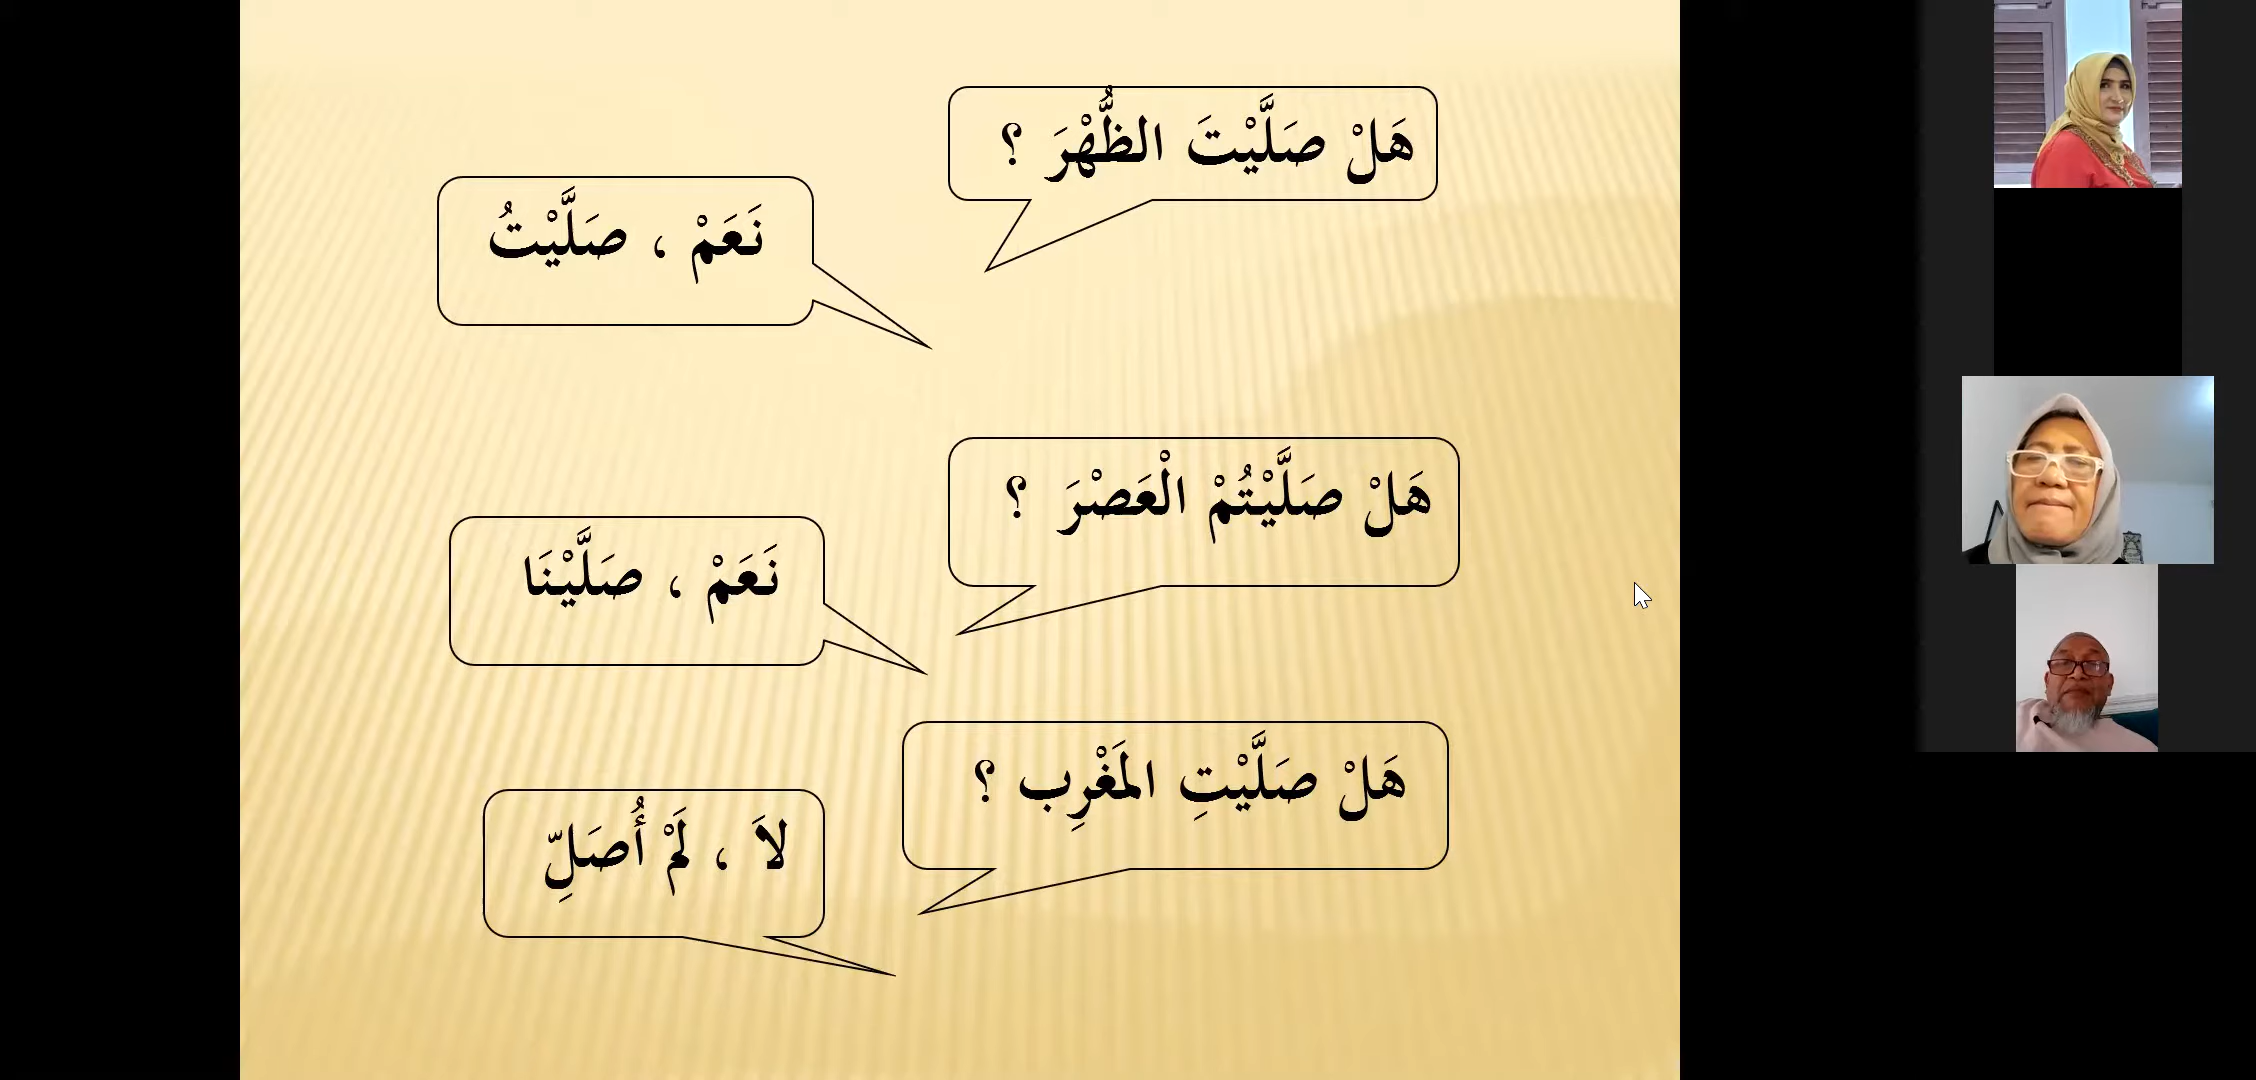 هَلْ صَلَّيْتَ الظُّهْرَ ؟
نَعَمْ ، صَلَّيْتُ
هَلْ صَلَّيْتُمْ الْعَصْرَ ؟
نَعَمْ ، صَلَّيْنَا
هَلْ صَلَّيْتِ المَغْرِب ؟
لاَ ، لَمْ أُصَلِّ